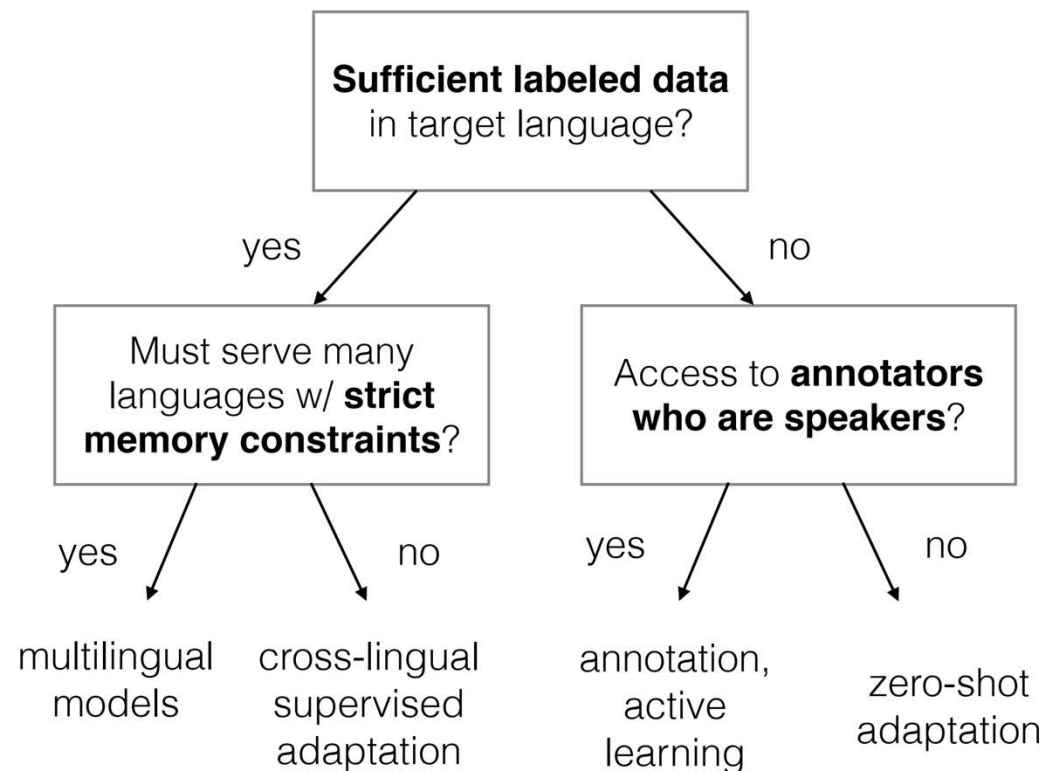 Sufficient labeled data
in target language?
yes
no
Must serve many
languages w/ strict
memory constraints?
Access to annotators
who are speakers?
yes
no
yes
no
multilingual
models
cross-lingual
supervised
adaptation
annotation,
active
learning
zero-shot
adaptation